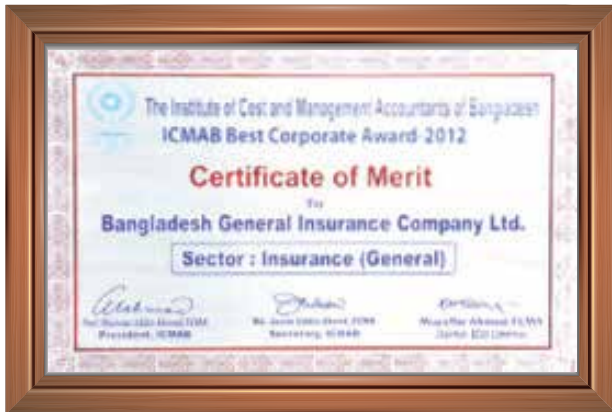 The Institute of Cost and Management Accountants of Bangladesh
ICMAB Best Corporate Award-2012
Certificate of Merit
To
Bangladesh General Insurance Company Ltd.
Sector : Insurance (General)
President, ICMAB
Secretary, ICMAB